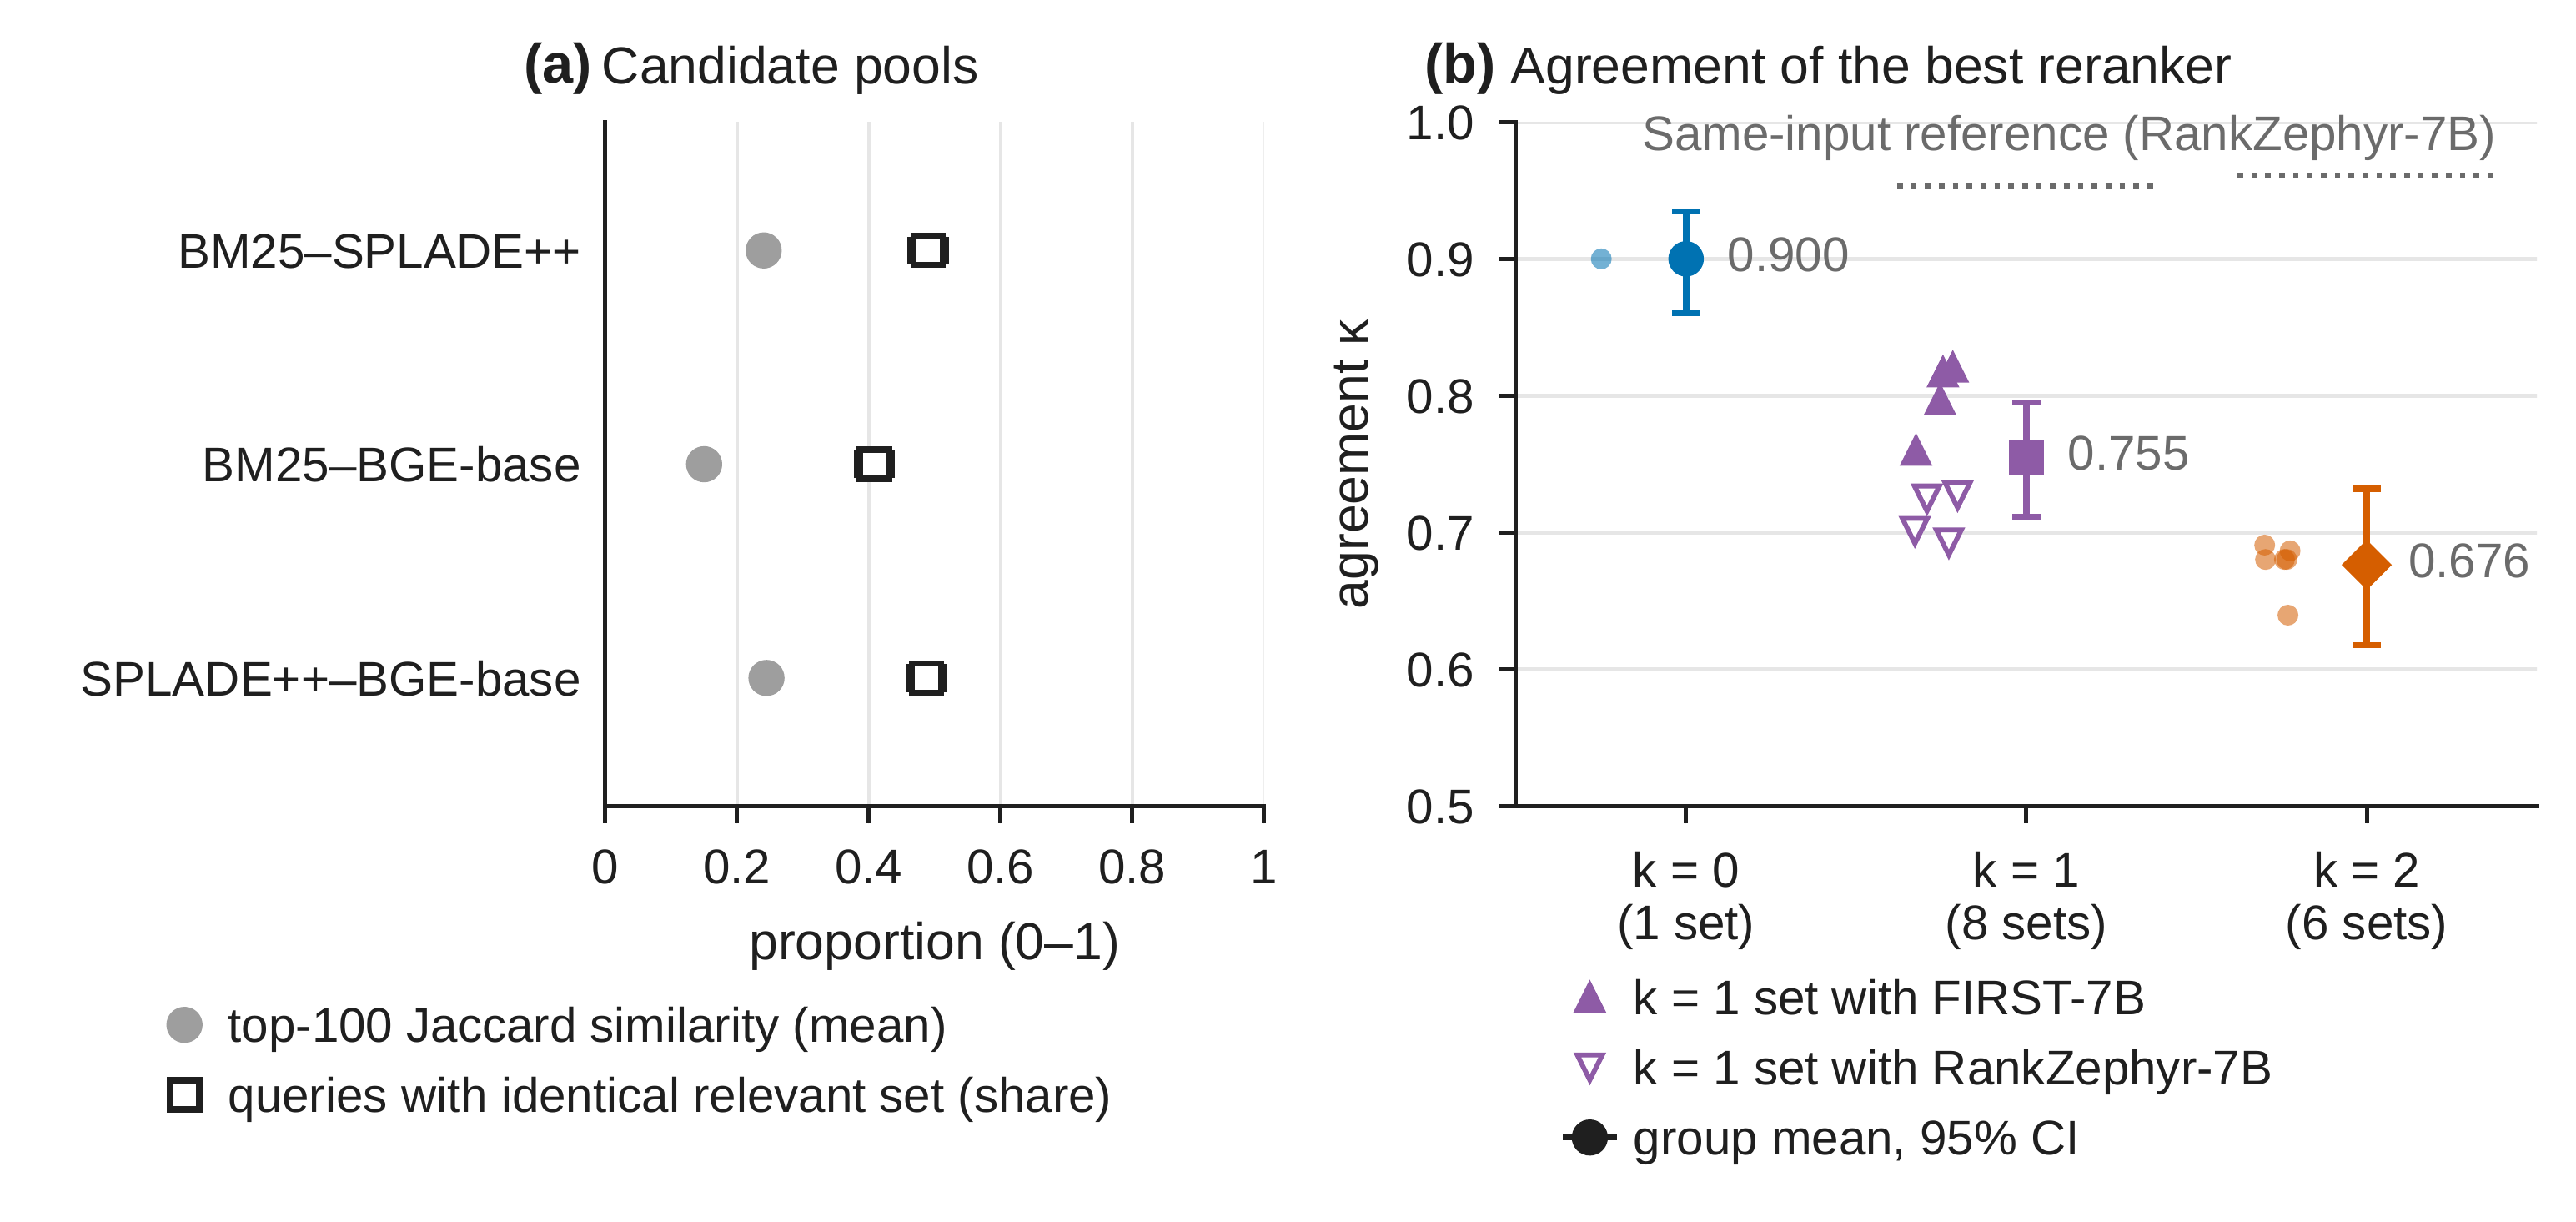 (a) Candidate pools
BM25–SPLADE++
BM25–BGE-base
SPLADE++–BGE-base
0 0.2 0.4 0.6 0.8 1
proportion (0–1)
top-100 Jaccard similarity (mean)
queries with identical relevant set (share)
(b) Agreement of the best reranker
Same-input reference (RankZephyr-7B)
agreement κ
1.0
0.9
0.8
0.7
0.6
0.5
0.900
0.755
0.676
k = 0 k = 1 k = 2
(1 set) (8 sets) (6 sets)
k = 1 set with FIRST-7B
k = 1 set with RankZephyr-7B
group mean, 95% CI